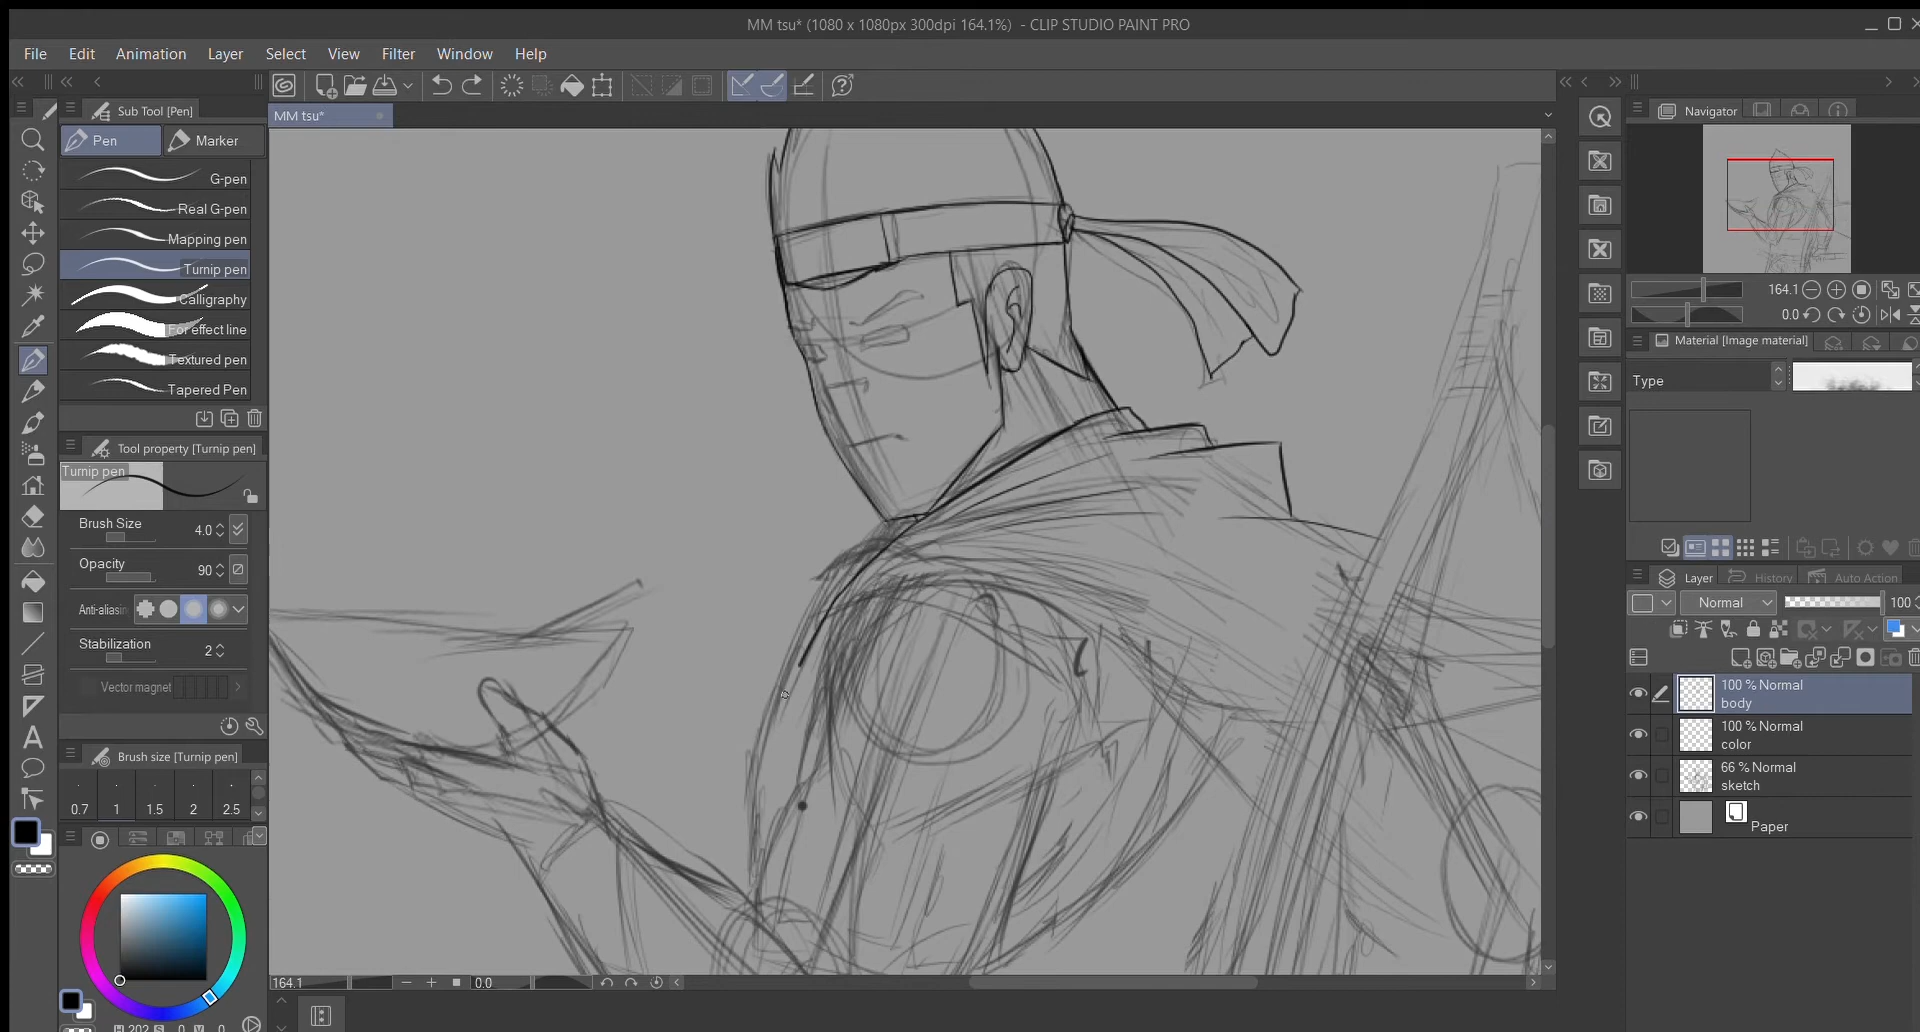 MM tsu* (1080 x 1080px 300dpi 164.1%) - CLIP STUDIO PAINT PRO
File Edit Animation Layer Select View Filter Window Help
Sub Tool [Pen]
Pen Marker
G-pen
Real G-pen
Mapping pen
Turnip pen
Calligraphy
For effect line
Textured pen
Tapered Pen
Tool property [Turnip pen]
Turnip pen
Brush Size 4.0
Opacity 90
Anti-aliasin
Stabilization 2
Vector magnet
Brush size [Turnip pen]
0.7 1 1.5 2 2.5
H 202 S 0 V 0
MM tsu*
164.1 0.0
Navigator
164.1
0.0
Material [Image material]
Type
Layer History Auto Action
Normal 100
100 % Normal
body
100 % Normal
color
66 % Normal
sketch
Paper